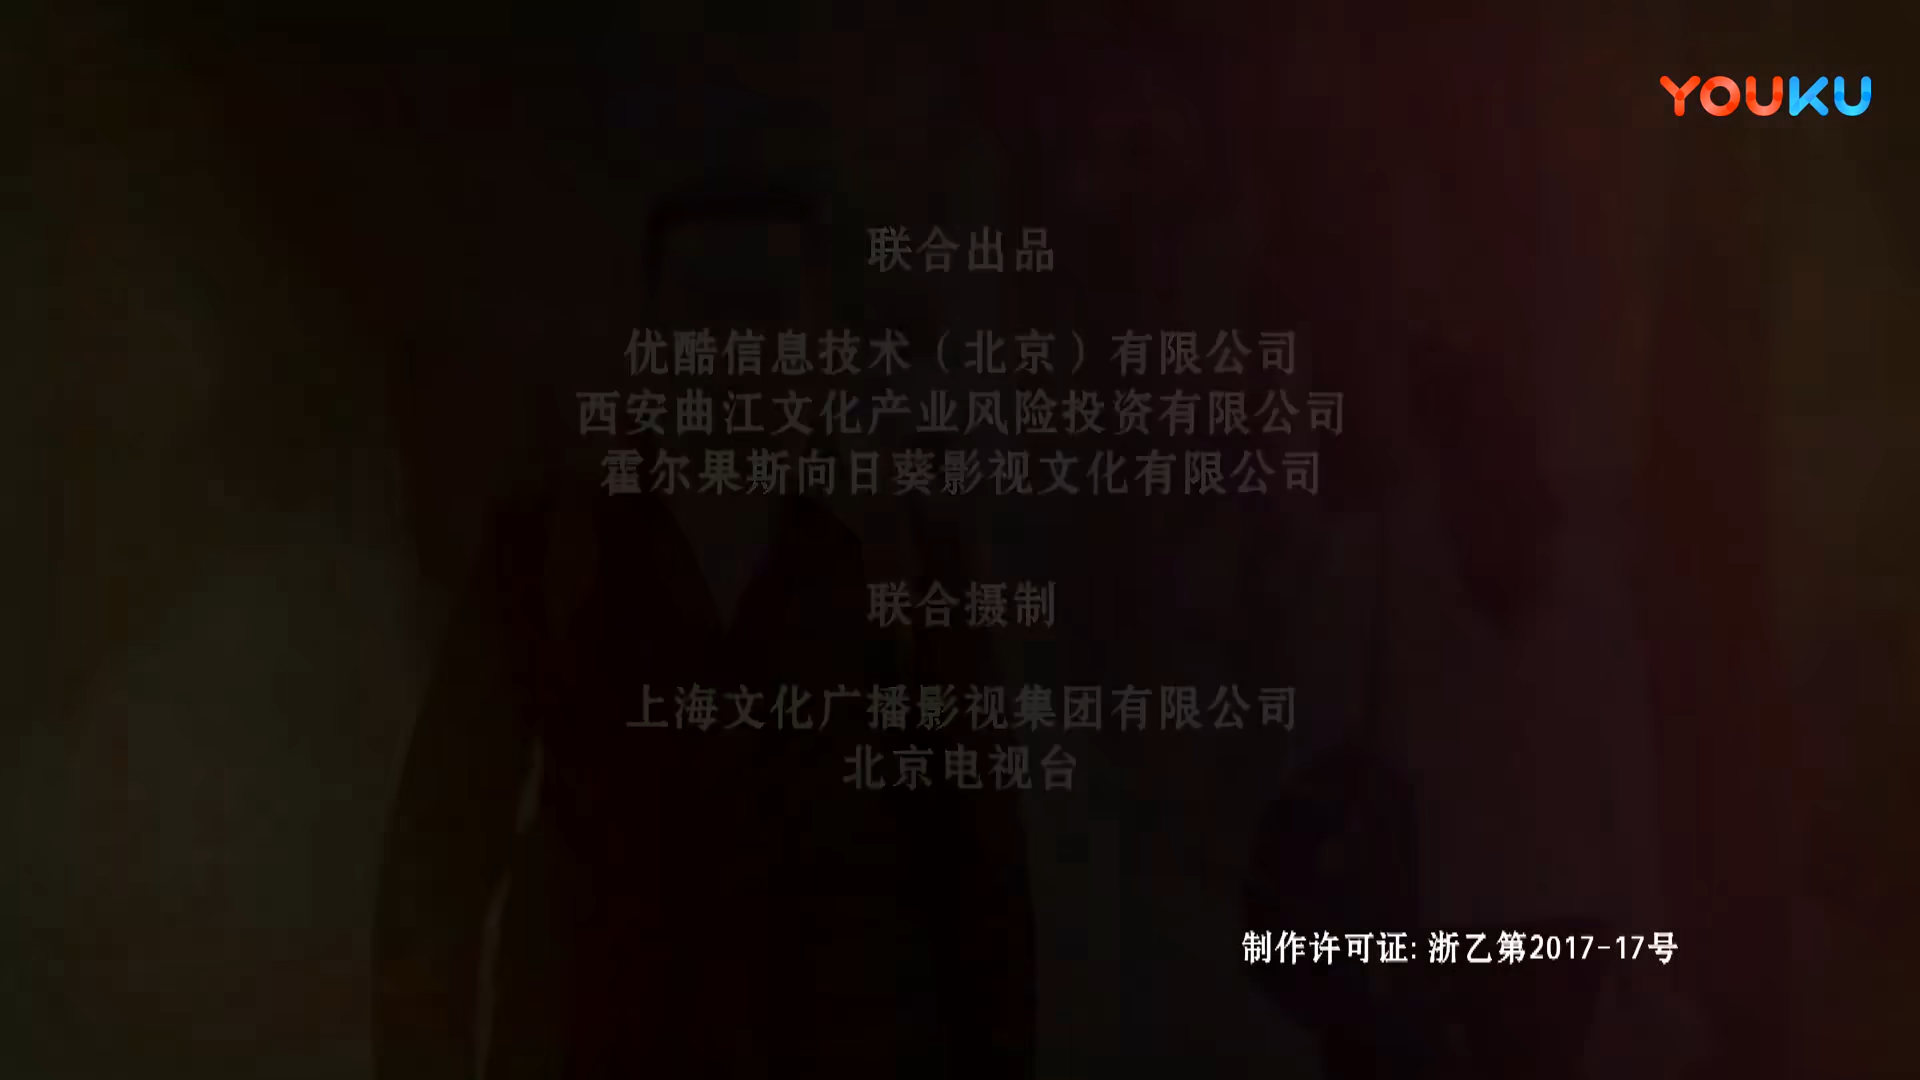 YOUKU
联合出品
优酷信息技术（北京）有限公司
西安曲江文化产业风险投资有限公司
霍尔果斯向日葵影视文化有限公司
联合摄制
上海文化广播影视集团有限公司
北京电视台
制作许可证: 浙乙第2017-17号